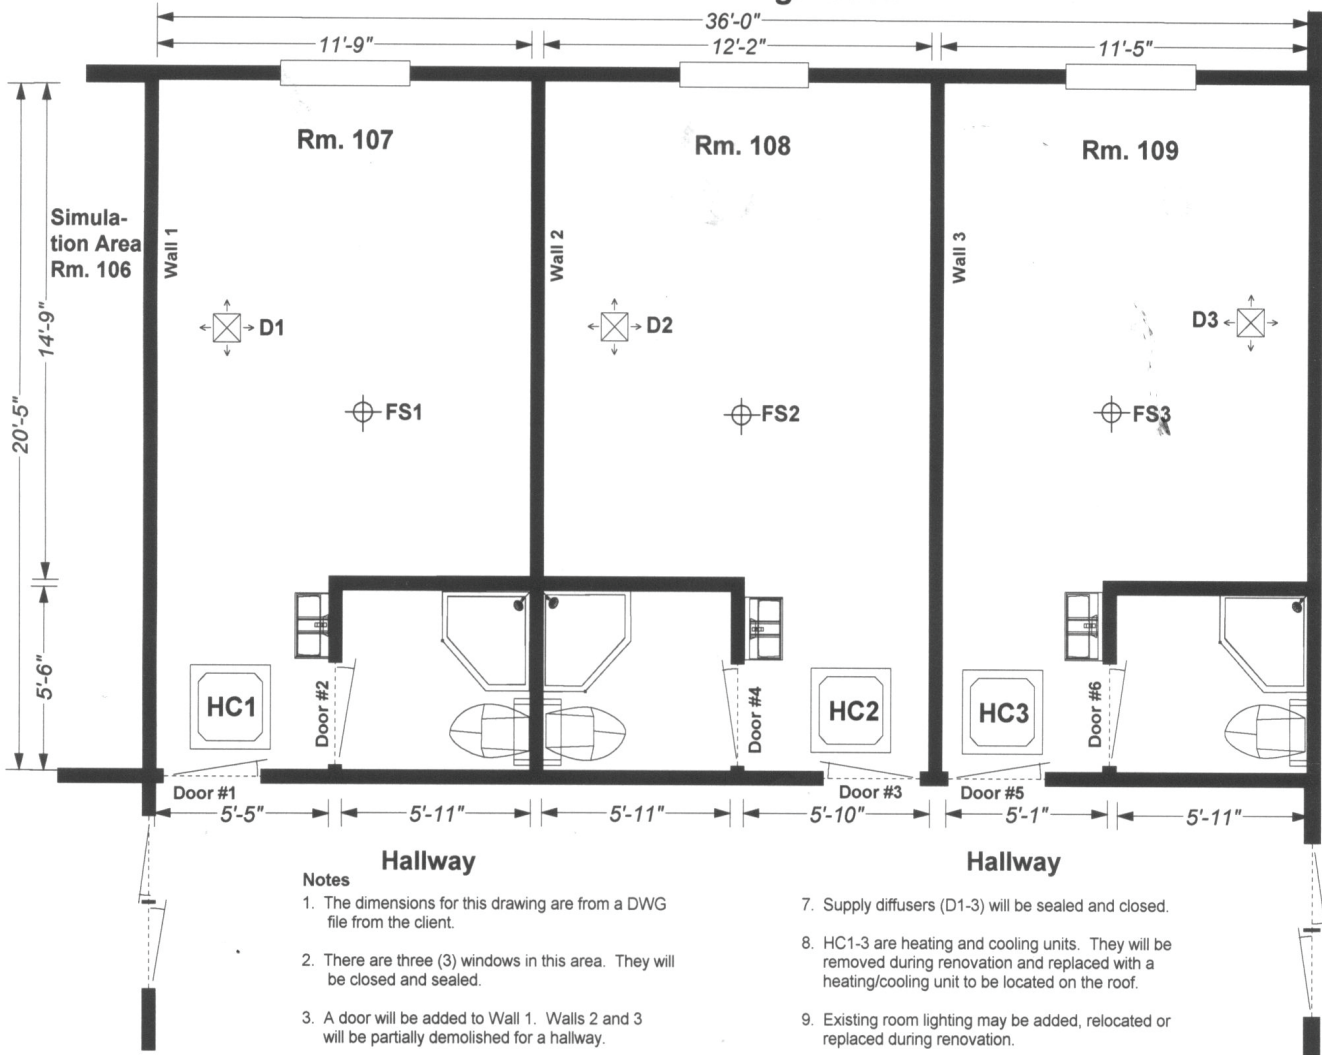 36'-0"
11'-9"
12'-2"
11'-5"
Rm. 107
Rm. 108
Rm. 109
Simula-
tion Area
Rm. 106
Wall 1
Wall 2
Wall 3
14'-9"
20'-5"
5'-6"
D1
D2
D3
FS1
FS2
FS3
HC1
Door #2
Door #4
HC2
HC3
Door #6
Door #1
Door #3
Door #5
5'-5"
5'-11"
5'-11"
5'-10"
5'-1"
5'-11"
Hallway
Hallway
Notes
1. The dimensions for this drawing are from a DWG
file from the client.
2. There are three (3) windows in this area. They will
be closed and sealed.
3. A door will be added to Wall 1. Walls 2 and 3
will be partially demolished for a hallway.
7. Supply diffusers (D1-3) will be sealed and closed.
8. HC1-3 are heating and cooling units. They will be
removed during renovation and replaced with a
heating/cooling unit to be located on the roof.
9. Existing room lighting may be added, relocated or
replaced during renovation.